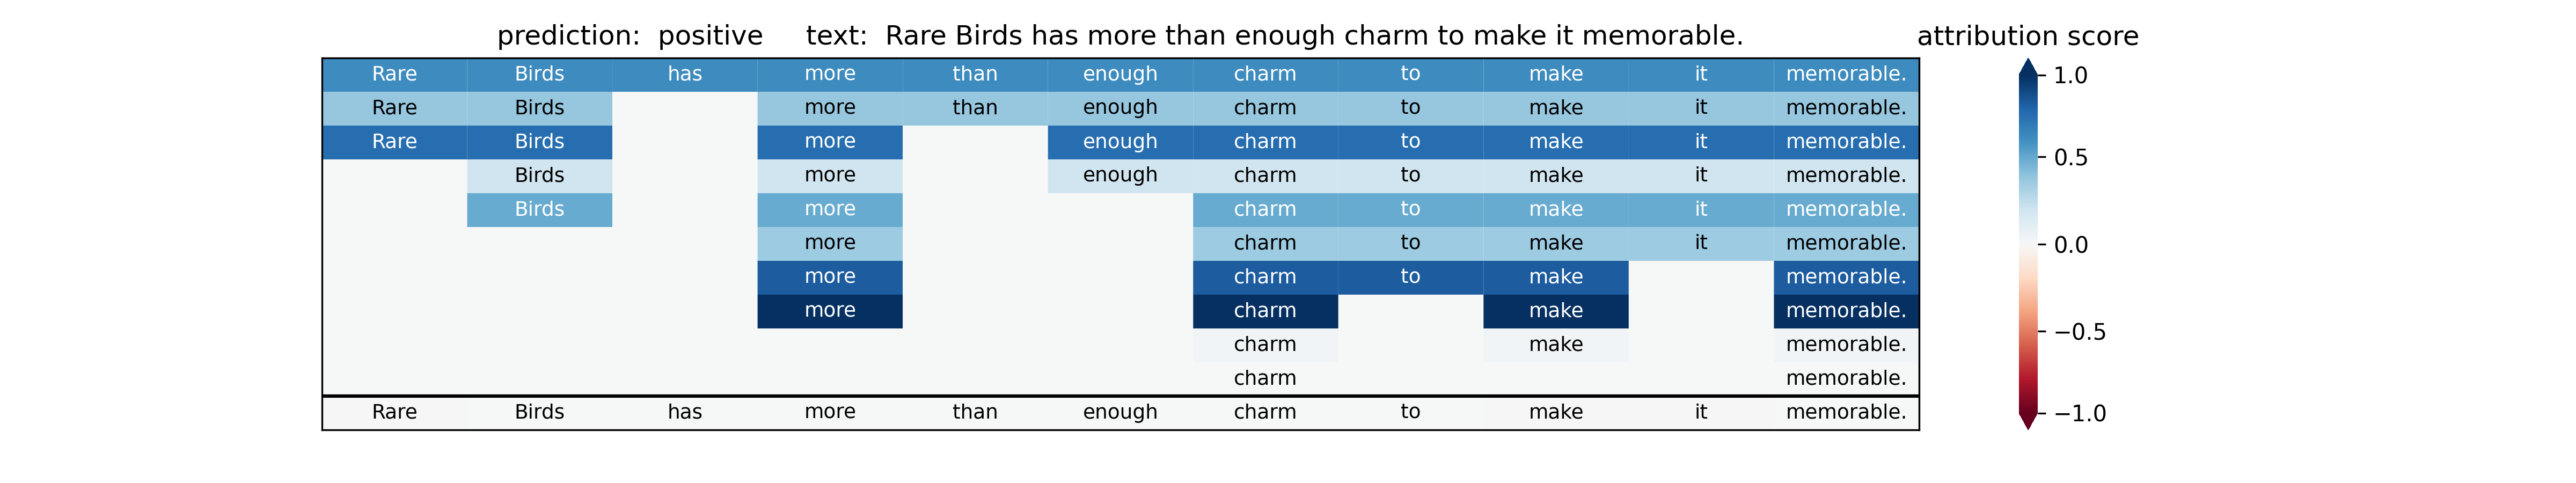 prediction:  positive     text:  Rare Birds has more than enough charm to make it memorable.
attribution score
Rare Birds has more than enough charm to make it memorable.
Rare Birds more than enough charm to make it memorable.
Rare Birds more enough charm to make it memorable.
Birds more enough charm to make it memorable.
Birds more charm to make it memorable.
more charm to make it memorable.
more charm to make memorable.
more charm make memorable.
charm make memorable.
charm memorable.
Rare Birds has more than enough charm to make it memorable.
1.0
0.5
0.0
−0.5
−1.0